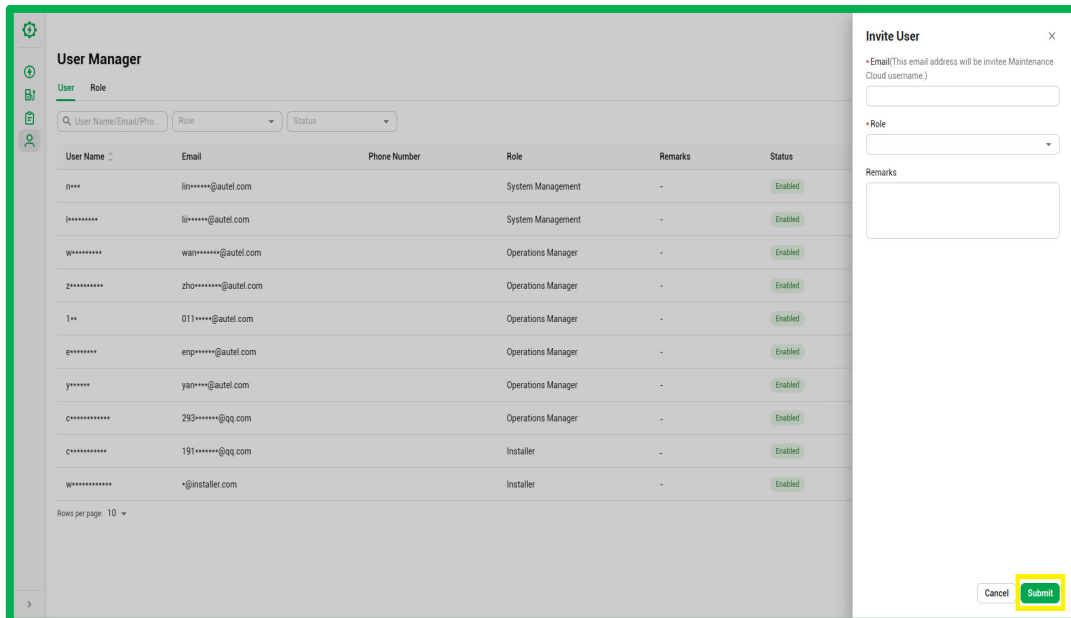 User Manager
User Role
User Name/Email/Pho... Role Status
User Name Email Phone Number Role Remarks Status
n*** lin******@autel.com System Management - Enabled
l********* lii******@autel.com System Management - Enabled
w********* wan*******@autel.com Operations Manager - Enabled
z********** zho********@autel.com Operations Manager - Enabled
1** 011*****@autel.com Operations Manager - Enabled
e******** enp******@autel.com Operations Manager - Enabled
y****** yan****@autel.com Operations Manager - Enabled
c************ 293*******@qq.com Operations Manager - Enabled
c*********** 191*******@qq.com Installer - Enabled
w************ *@installer.com Installer - Enabled
Rows per page: 10
Invite User
*Email(This email address will be invitee Maintenance
Cloud username.)
*Role
Remarks
Cancel Submit